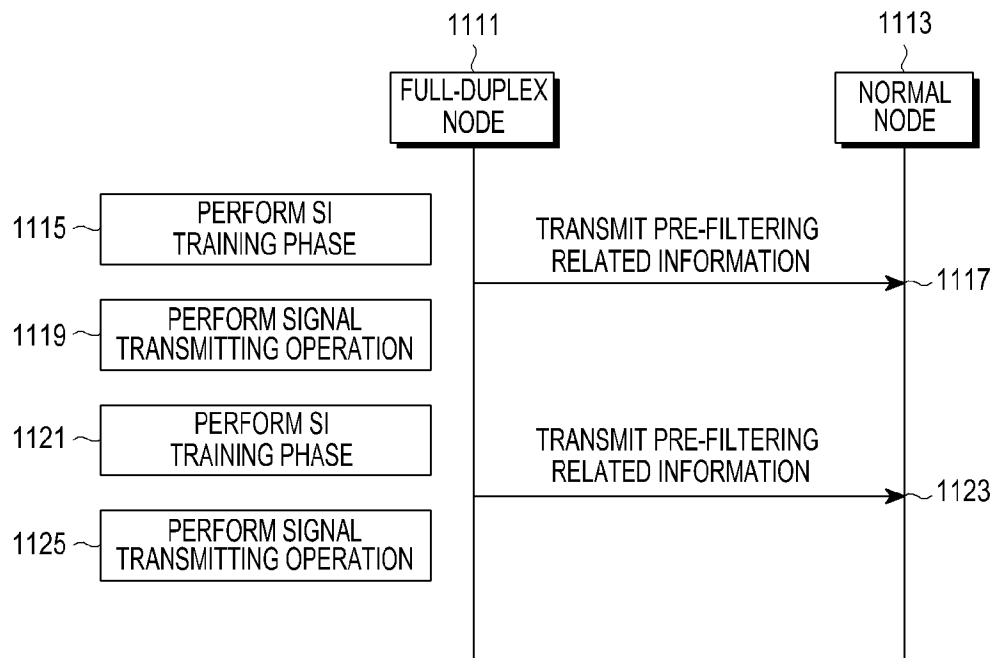 1111
1113
FULL-DUPLEX
NODE
NORMAL
NODE
1115
PERFORM SI
TRAINING PHASE
TRANSMIT PRE-FILTERING
RELATED INFORMATION
1117
1119
PERFORM SIGNAL
TRANSMITTING OPERATION
1121
PERFORM SI
TRAINING PHASE
TRANSMIT PRE-FILTERING
RELATED INFORMATION
1123
1125
PERFORM SIGNAL
TRANSMITTING OPERATION